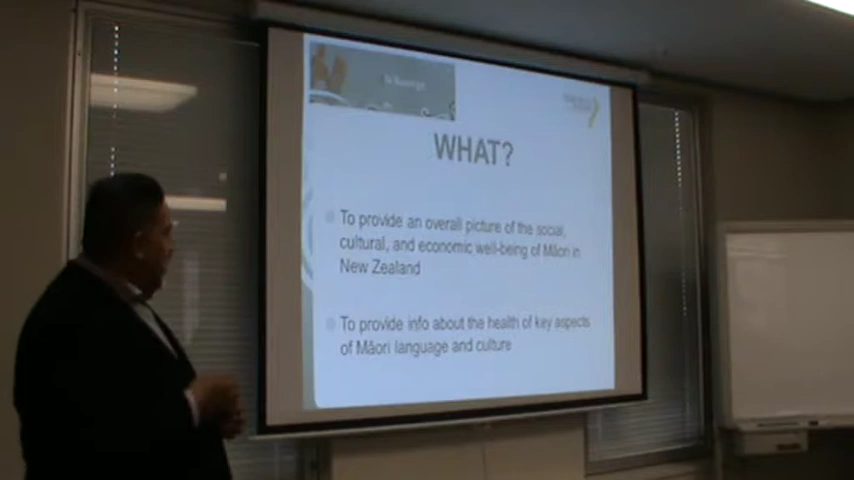 WHAT?
To provide an overall picture of the social,
cultural, and economic well-being of Māori in
New Zealand
To provide info about the health of key aspects
of Māori language and culture